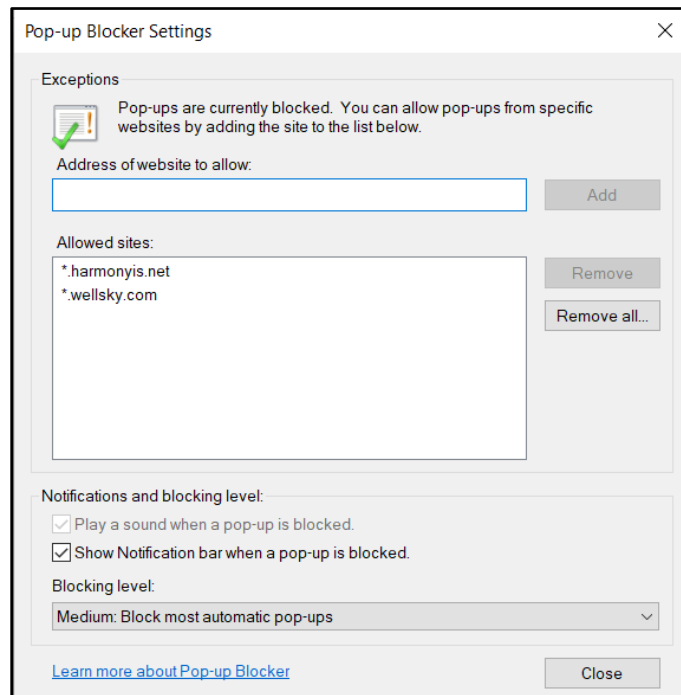 Pop-up Blocker Settings
Exceptions
Pop-ups are currently blocked. You can allow pop-ups from specific
websites by adding the site to the list below.
Address of website to allow:
Add
Allowed sites:
*.harmonyis.net
*.wellsky.com
Remove
Remove all...
Notifications and blocking level:
Play a sound when a pop-up is blocked.
Show Notification bar when a pop-up is blocked.
Blocking level:
Medium: Block most automatic pop-ups
Learn more about Pop-up Blocker
Close